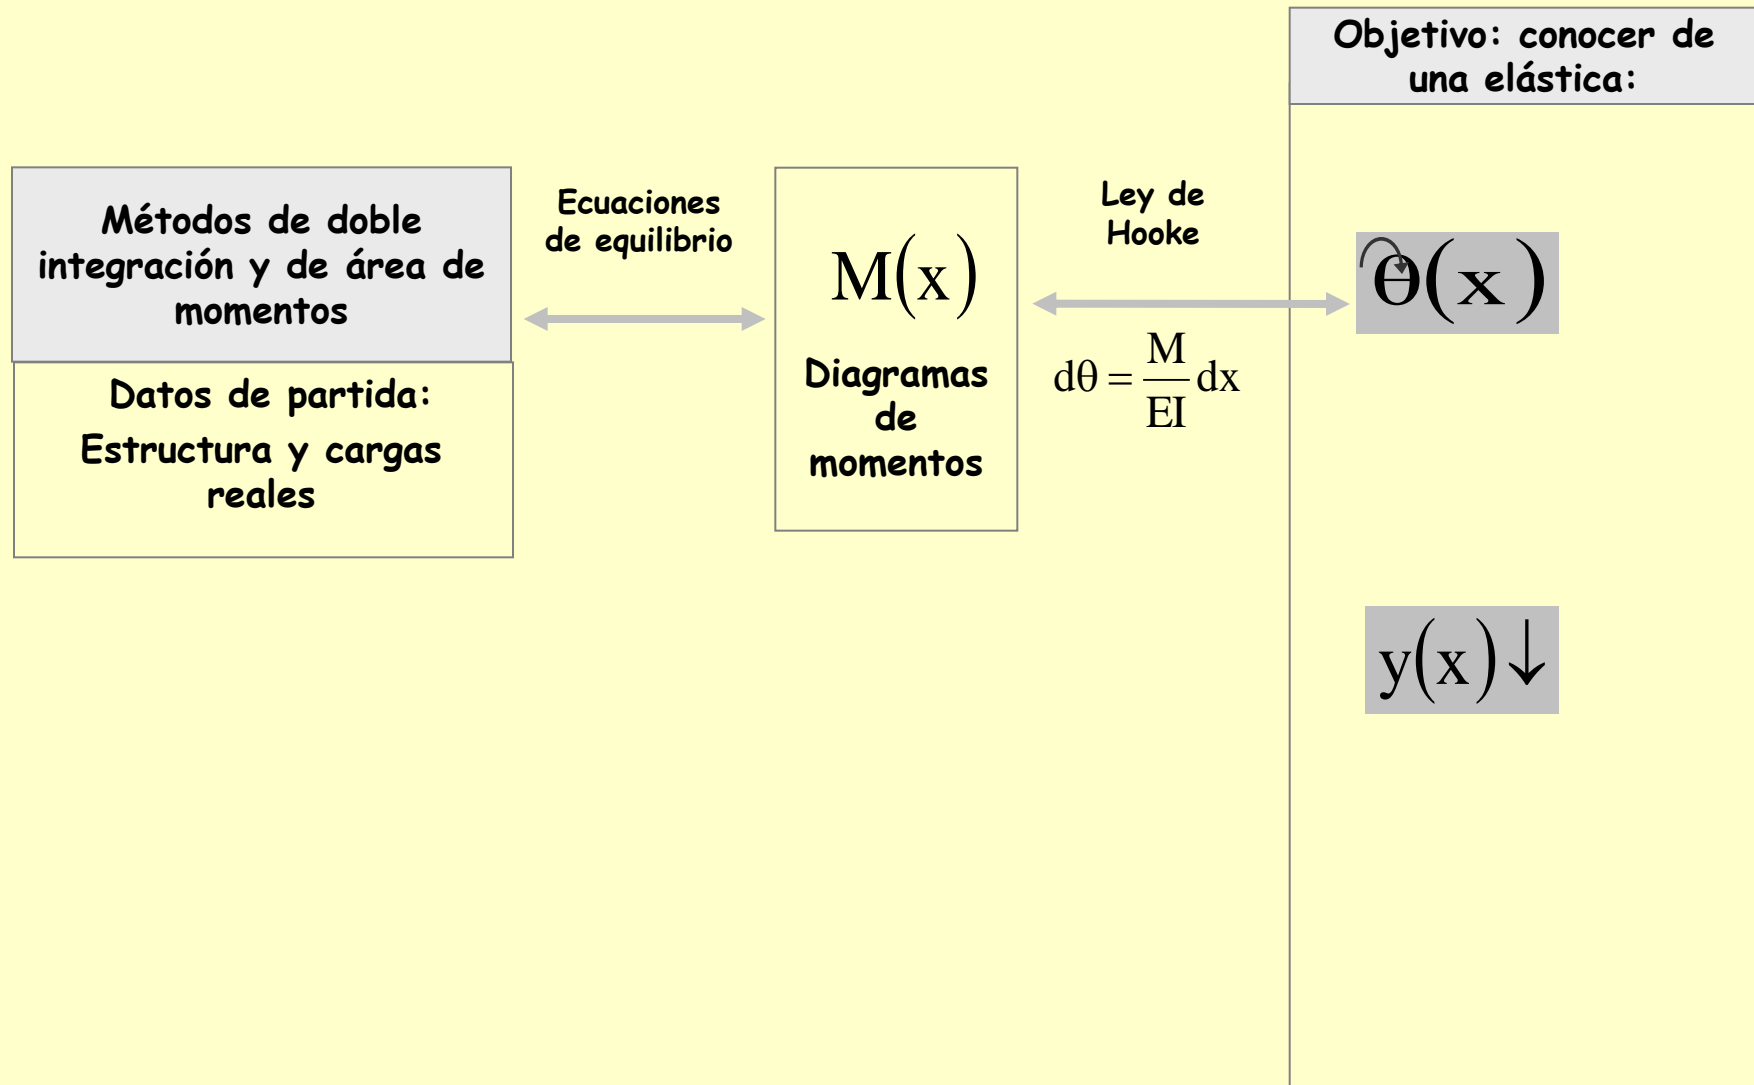 Objetivo: conocer de
una elástica:
Métodos de doble
integración y de área de
momentos
Datos de partida:
Estructura y cargas
reales
Ecuaciones
de equilibrio
M(x)
Diagramas
de
momentos
Ley de
Hooke
dθ = M/EI dx
θ(x)
y(x)↓